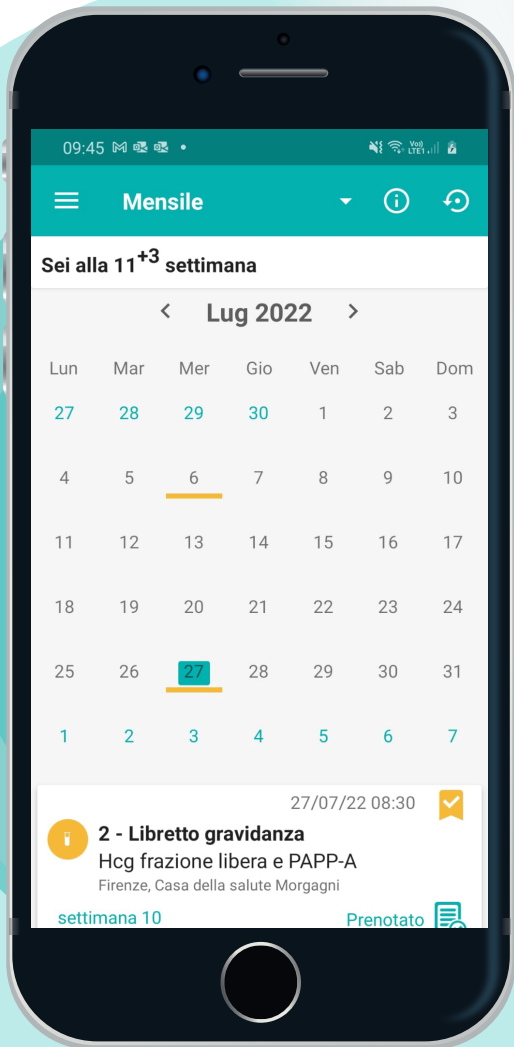 09:45
Vo)) LTE1
Mensile
Sei alla 11+3 settimana
Lug 2022
Lun Mar Mer Gio Ven Sab Dom
27 28 29 30 1 2 3
4 5 6 7 8 9 10
11 12 13 14 15 16 17
18 19 20 21 22 23 24
25 26 27 28 29 30 31
1 2 3 4 5 6 7
27/07/22 08:30
2 - Libretto gravidanza
Hcg frazione libera e PAPP-A
Firenze, Casa della salute Morgagni
settimana 10 Prenotato